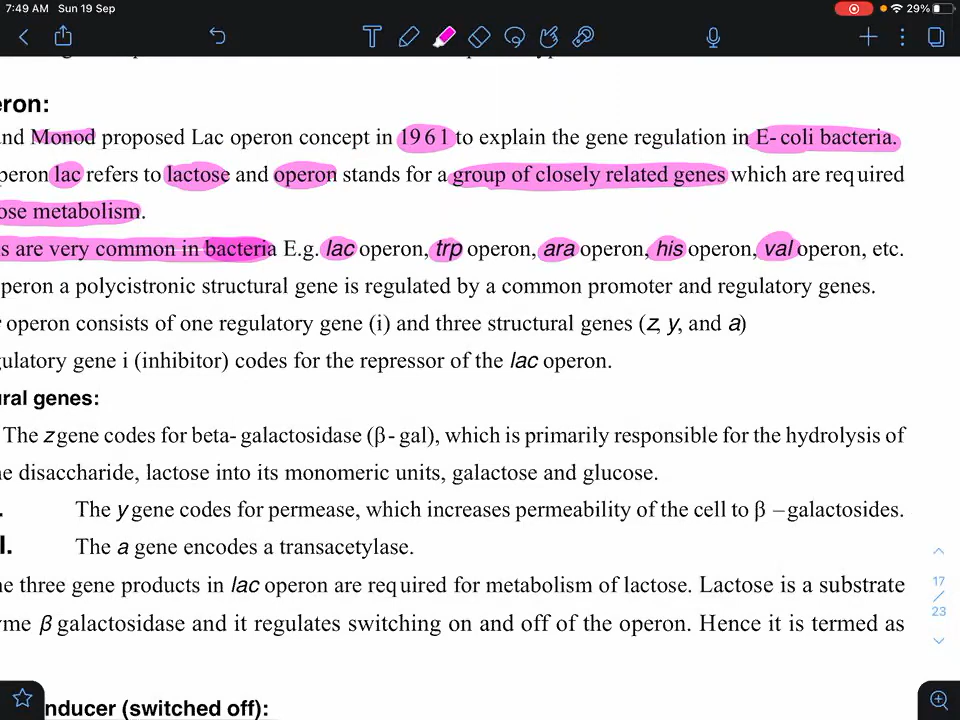 7:49 AM Sun 19 Sep 29%
eron:
nd Monod proposed Lac operon concept in 1961 to explain the gene regulation in E-coli bacteria.
peron lac refers to lactose and operon stands for a group of closely related genes which are required
ose metabolism.
s are very common in bacteria E.g. lac operon, trp operon, ara operon, his operon, val operon, etc.
peron a polycistronic structural gene is regulated by a common promoter and regulatory genes.
r operon consists of one regulatory gene (i) and three structural genes (z, y, and a)
gulatory gene i (inhibitor) codes for the repressor of the lac operon.
ural genes:
The z gene codes for beta-galactosidase (β-gal), which is primarily responsible for the hydrolysis of
e disaccharide, lactose into its monomeric units, galactose and glucose.
. The y gene codes for permease, which increases permeability of the cell to β –galactosides.
I. The a gene encodes a transacetylase.
e three gene products in lac operon are required for metabolism of lactose. Lactose is a substrate
yme β galactosidase and it regulates switching on and off of the operon. Hence it is termed as
nducer (switched off):
17
/
23